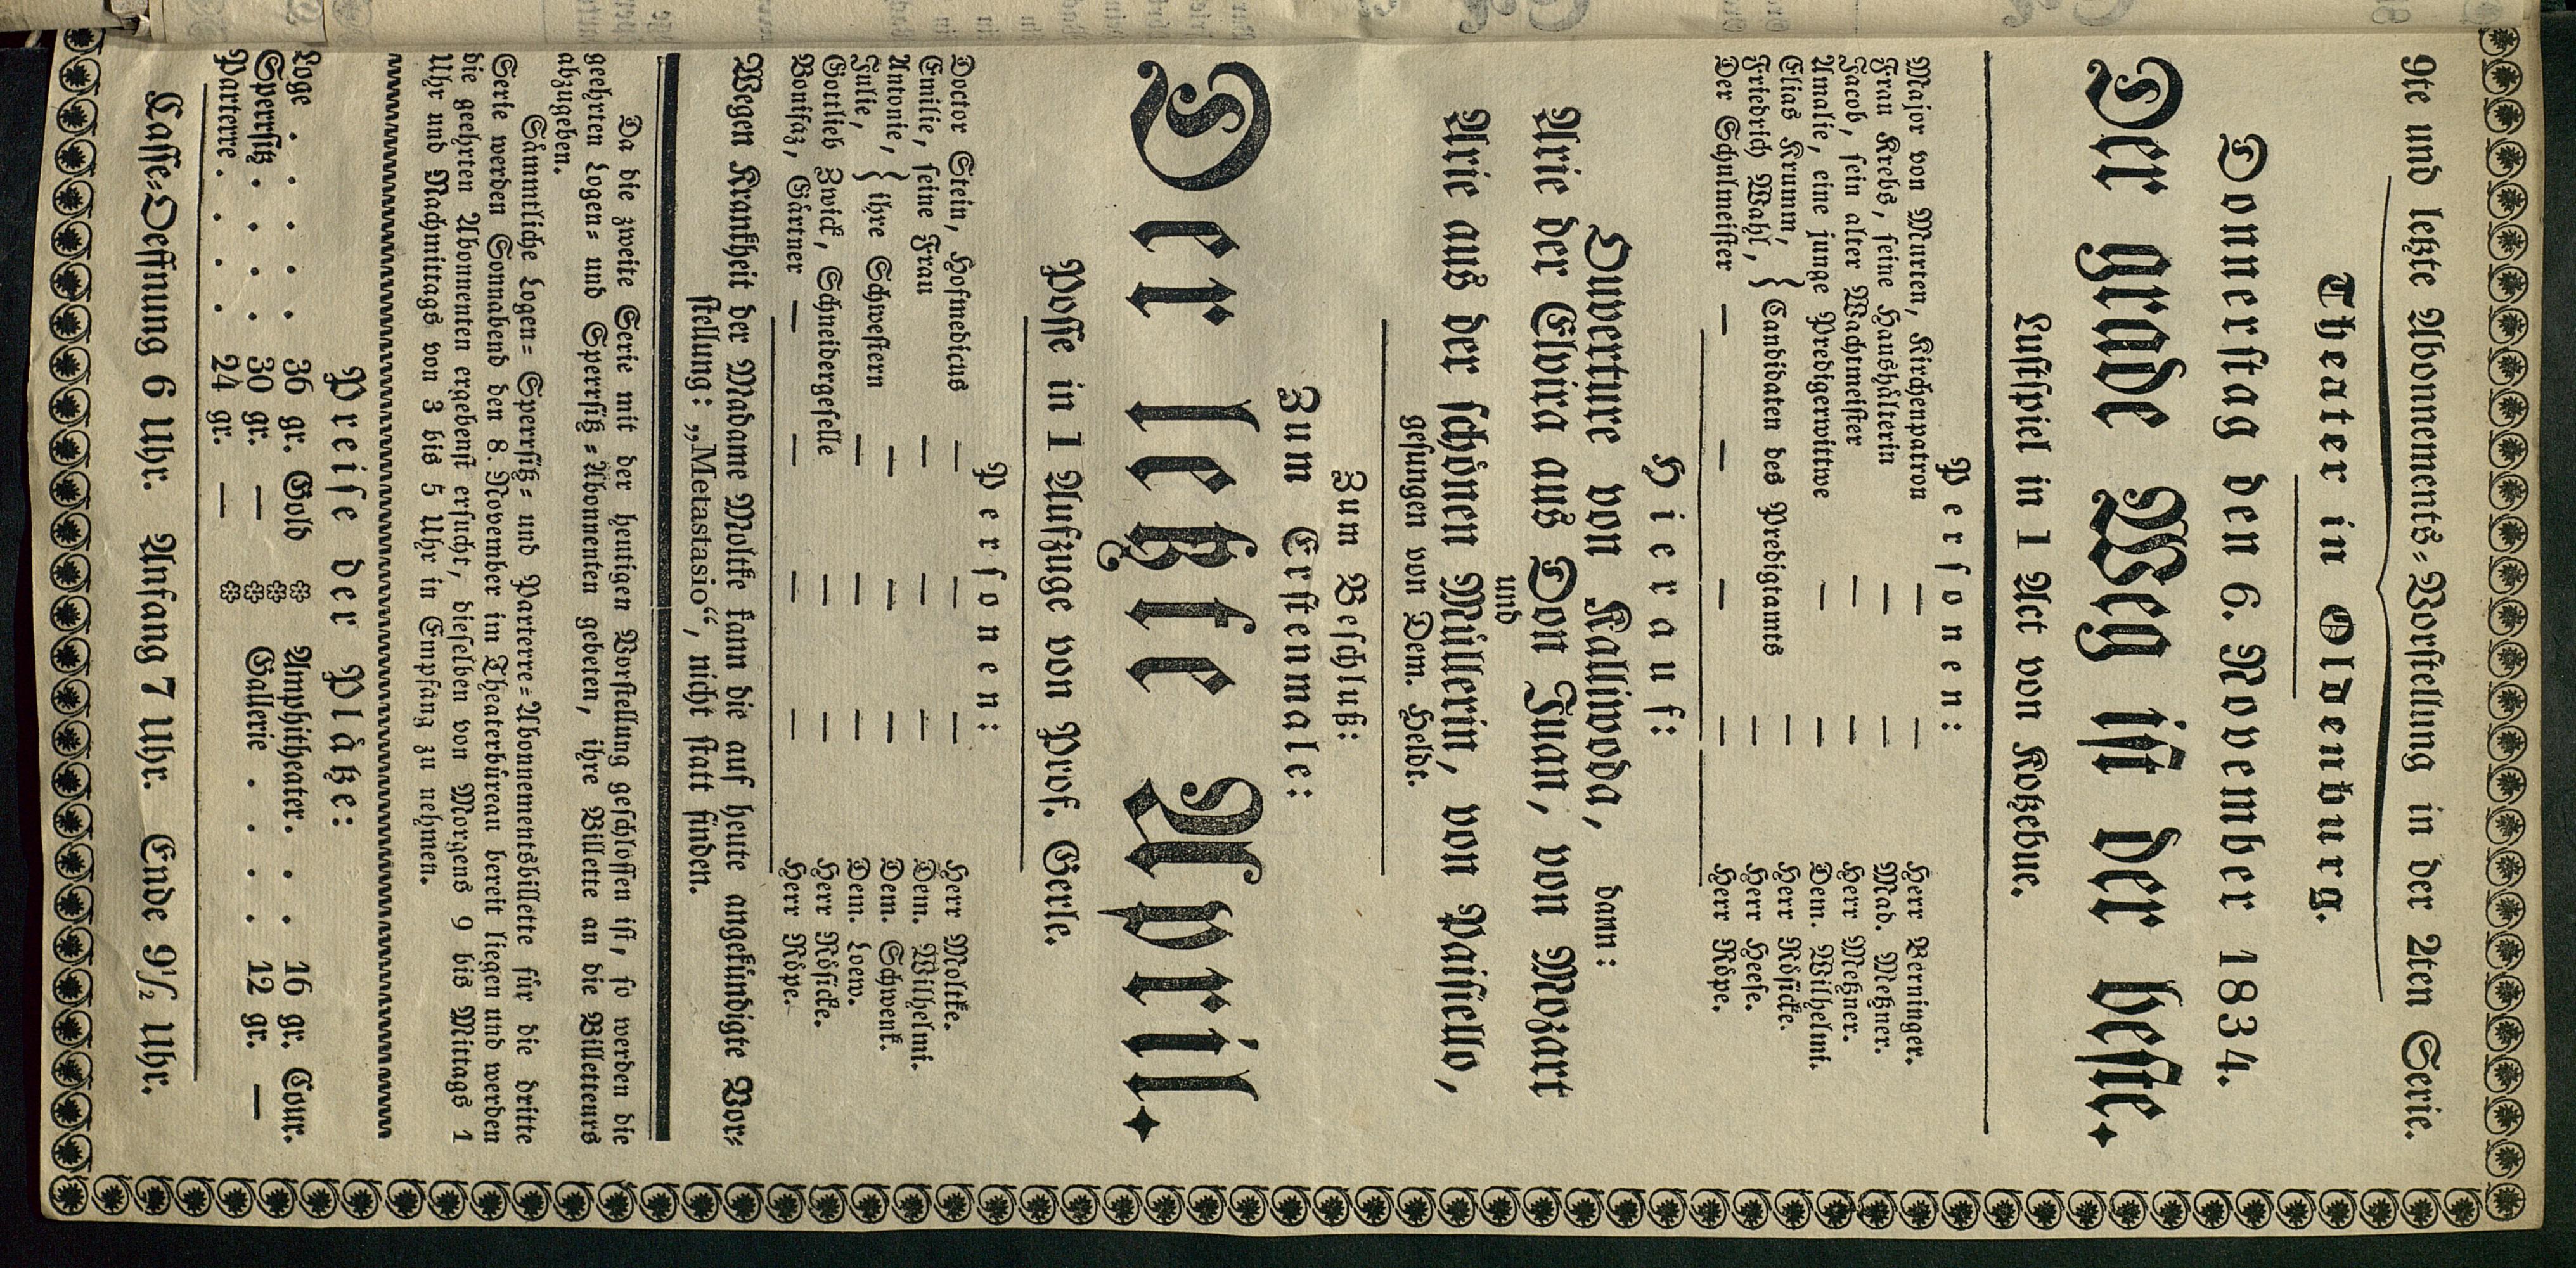 9te und letzte Abonnements-Vorstellung in der 2ten Serie.
Theater in Oldenburg.
Donnerstag den 6. November 1834.
Der grade Weg ist der beste.
Lustspiel in 1 Act von Kotzebue.
Personen:
Major von Murten, Kirchenpatron — — Herr Berninger.
Frau Krebs, seine Haushälterin — — Mad. Metzner.
Jacob, sein alter Wachtmeister — — Herr Metzner.
Amalie, eine junge Predigerwittwe — — Dem. Wilhelmi.
Elias Krumm, } Candidaten des Predigtamts — Herr Rösicke.
Friedrich Wahl, — Herr Heese.
Der Schulmeister — — — — Herr Röpe.
Hierauf:
Ouverture von Kalliwoda, dann:
Arie der Elvira aus Don Juan, von Mozart
und
Arie aus der schönen Müllerin, von Paisiello,
gesungen von Dem. Heldt.
Zum Beschluß:
Zum Erstenmale:
Der letzte April.
Posse in 1 Aufzuge von Prof. Gerle.
Personen:
Doctor Stein, Hofmedicus — — — Herr Moltke.
Emilie, seine Frau — — — Dem. Wilhelmi.
Antonie, } ihre Schwestern — — — Dem. Schwenk.
Julie, — — — Dem. Loew.
Gottlieb Zwick, Schneidergeselle — — Herr Rösicke.
Bonifaz, Gärtner — — — — Herr Röpe.
Wegen Krankheit der Madame Moltke kann die auf heute angekündigte Vor-
stellung: „Metastasio“, nicht statt finden.
Da die zweite Serie mit der heutigen Vorstellung geschlossen ist, so werden die
geehrten Logen- und Sperrsitz-Abonnenten gebeten, ihre Billette an die Billetteurs
abzugeben.
Sämmtliche Logen- Sperrsitz- und Parterre-Abonnementsbillette für die dritte
Serie werden Sonnabend den 8. November im Theaterbüreau bereit liegen und werden
die geehrten Abonnenten ergebenst ersucht, dieselben von Morgens 9 bis Mittags 1
Uhr und Nachmittags von 3 bis 5 Uhr in Empfang zu nehmen.
Preise der Plätze:
Loge . . . . 36 gr. Gold Amphitheater. . . 16 gr. Cour.
Sperrsitz . . . . 30 gr. — Gallerie . . . . 12 gr. —
Parterre . . . . 24 gr. —
Casse-Oeffnung 6 Uhr. Anfang 7 Uhr. Ende 9½ Uhr.